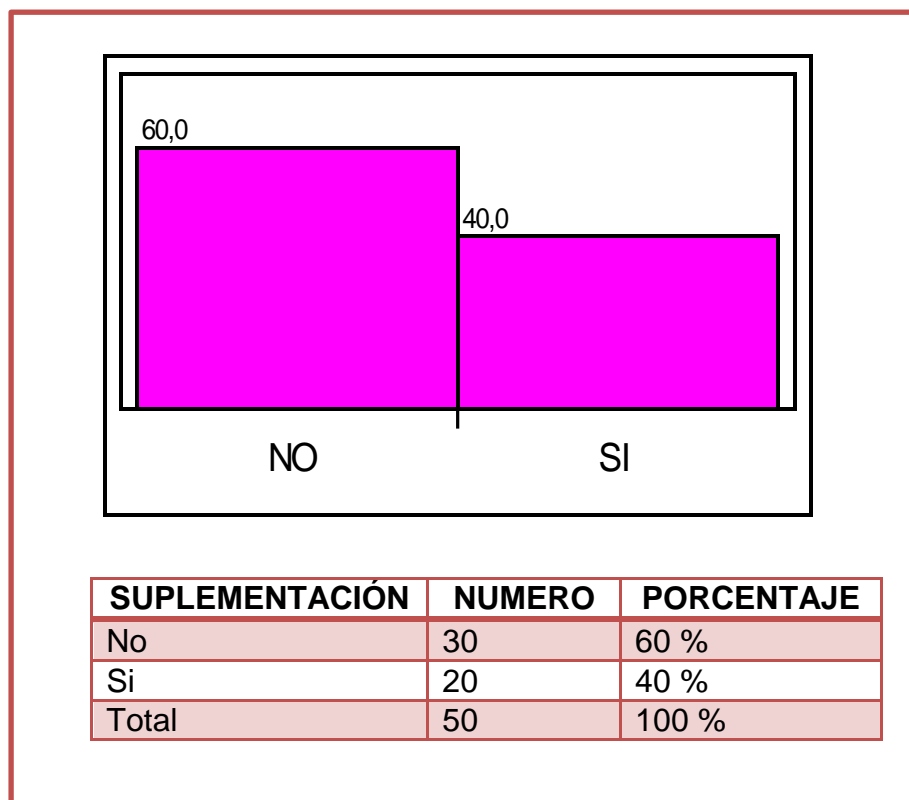 60,0
40,0
NO SI
SUPLEMENTACIÓN NUMERO PORCENTAJE
No 30 60 %
Si 20 40 %
Total 50 100 %